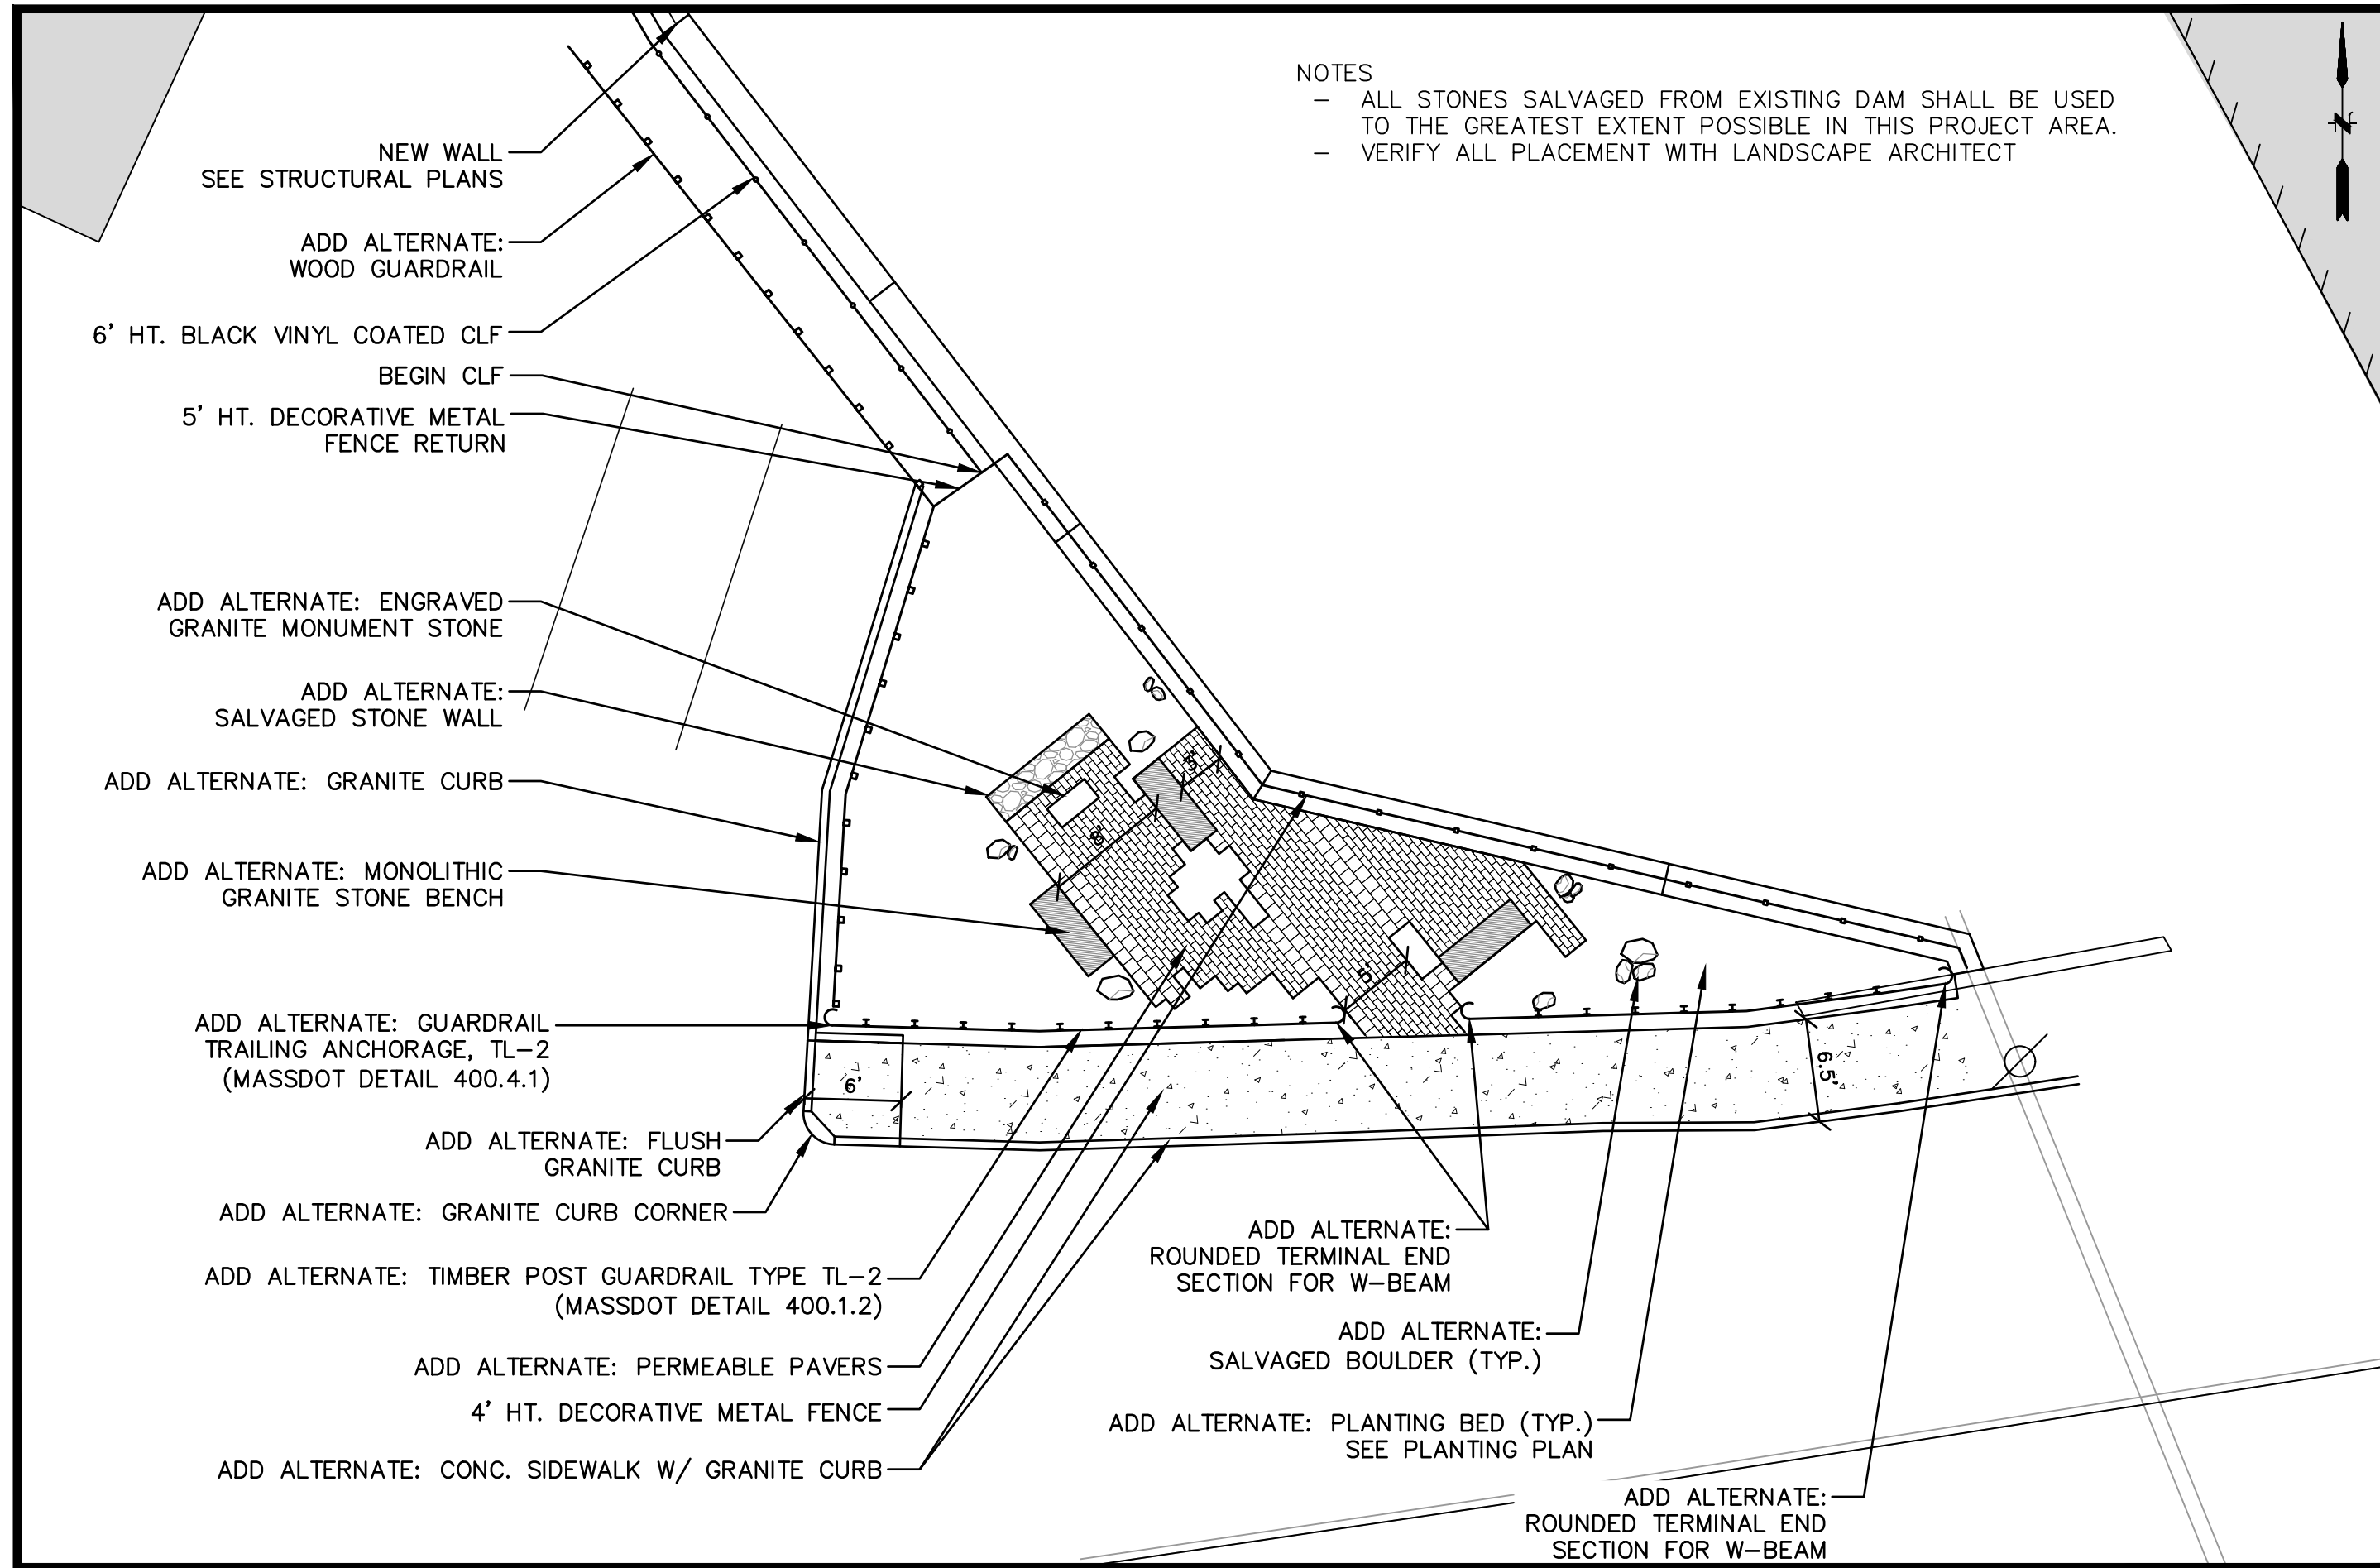 NOTES
– ALL STONES SALVAGED FROM EXISTING DAM SHALL BE USED
TO THE GREATEST EXTENT POSSIBLE IN THIS PROJECT AREA.
– VERIFY ALL PLACEMENT WITH LANDSCAPE ARCHITECT
N
NEW WALL
SEE STRUCTURAL PLANS
ADD ALTERNATE:
WOOD GUARDRAIL
6' HT. BLACK VINYL COATED CLF
BEGIN CLF
5' HT. DECORATIVE METAL
FENCE RETURN
ADD ALTERNATE: ENGRAVED
GRANITE MONUMENT STONE
ADD ALTERNATE:
SALVAGED STONE WALL
ADD ALTERNATE: GRANITE CURB
ADD ALTERNATE: MONOLITHIC
GRANITE STONE BENCH
3'
8'
5'
ADD ALTERNATE: GUARDRAIL
TRAILING ANCHORAGE, TL-2
(MASSDOT DETAIL 400.4.1)
6'
6.5'
ADD ALTERNATE: FLUSH
GRANITE CURB
ADD ALTERNATE: GRANITE CURB CORNER
ADD ALTERNATE: TIMBER POST GUARDRAIL TYPE TL-2
(MASSDOT DETAIL 400.1.2)
ADD ALTERNATE: PERMEABLE PAVERS
4' HT. DECORATIVE METAL FENCE
ADD ALTERNATE: CONC. SIDEWALK W/ GRANITE CURB
ADD ALTERNATE:
ROUNDED TERMINAL END
SECTION FOR W-BEAM
ADD ALTERNATE:
SALVAGED BOULDER (TYP.)
ADD ALTERNATE: PLANTING BED (TYP.)
SEE PLANTING PLAN
ADD ALTERNATE:
ROUNDED TERMINAL END
SECTION FOR W-BEAM